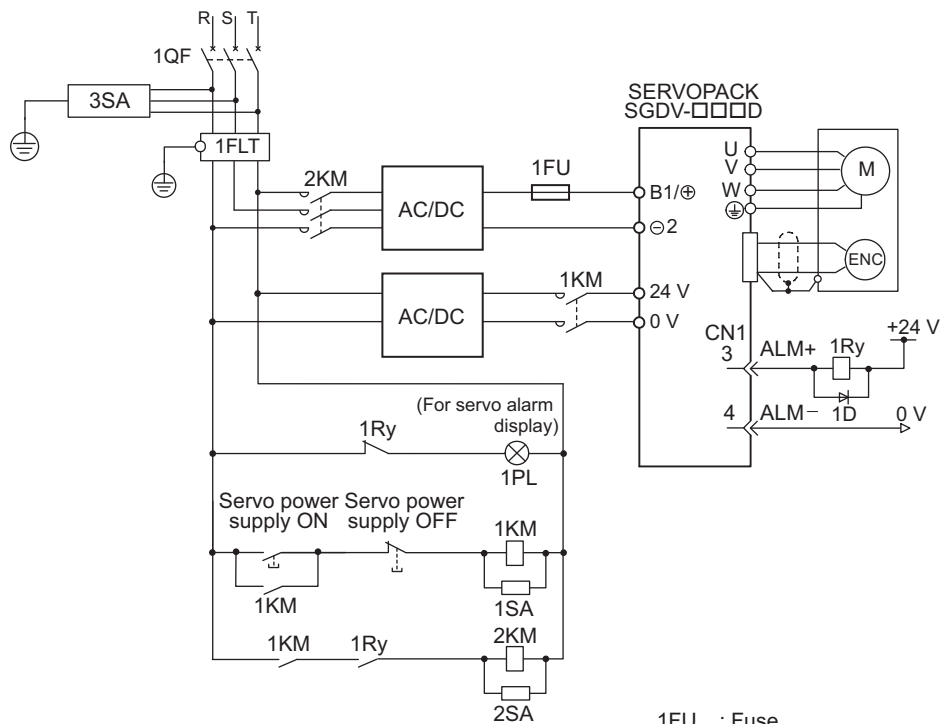 R S T
1QF
3SA
1FLT
SERVOPACK
SGDV-□□□D
2KM
AC/DC
1FU
B1/⊕
⊖2
U
V
W
M
ENC
AC/DC
1KM
24 V
0 V
CN1
3 ALM+
1Ry
+24 V
1D
4 ALM−
0 V
(For servo alarm
display)
1Ry
1PL
Servo power
supply ON
Servo power
supply OFF
1KM
1KM
1SA
1KM
1Ry
2KM
2SA
1FU : Fuse